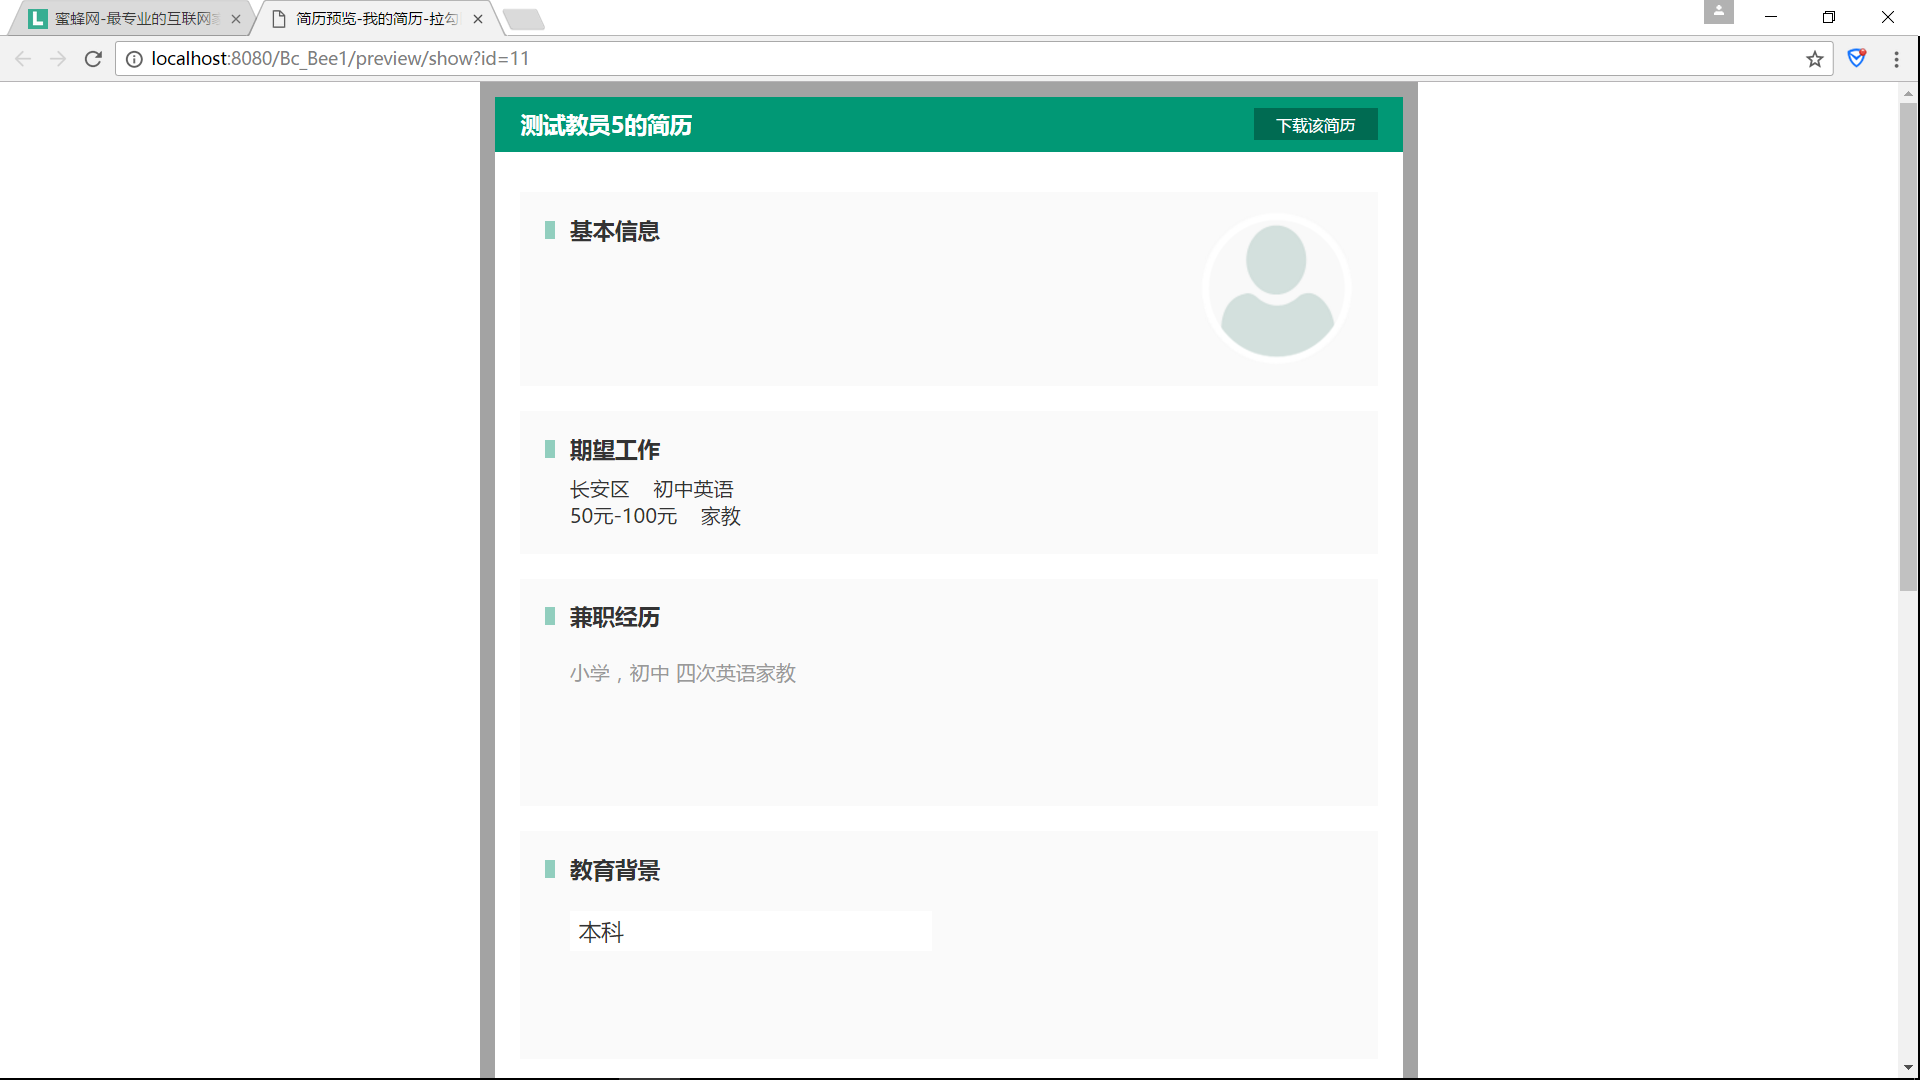 蜜蜂网-最专业的互联网
简历预览-我的简历-拉勾
localhost:8080/Bc_Bee1/preview/show?id=11
测试教员5的简历
下载该简历
基本信息
期望工作
长安区 初中英语
50元-100元 家教
兼职经历
小学，初中 四次英语家教
教育背景
本科